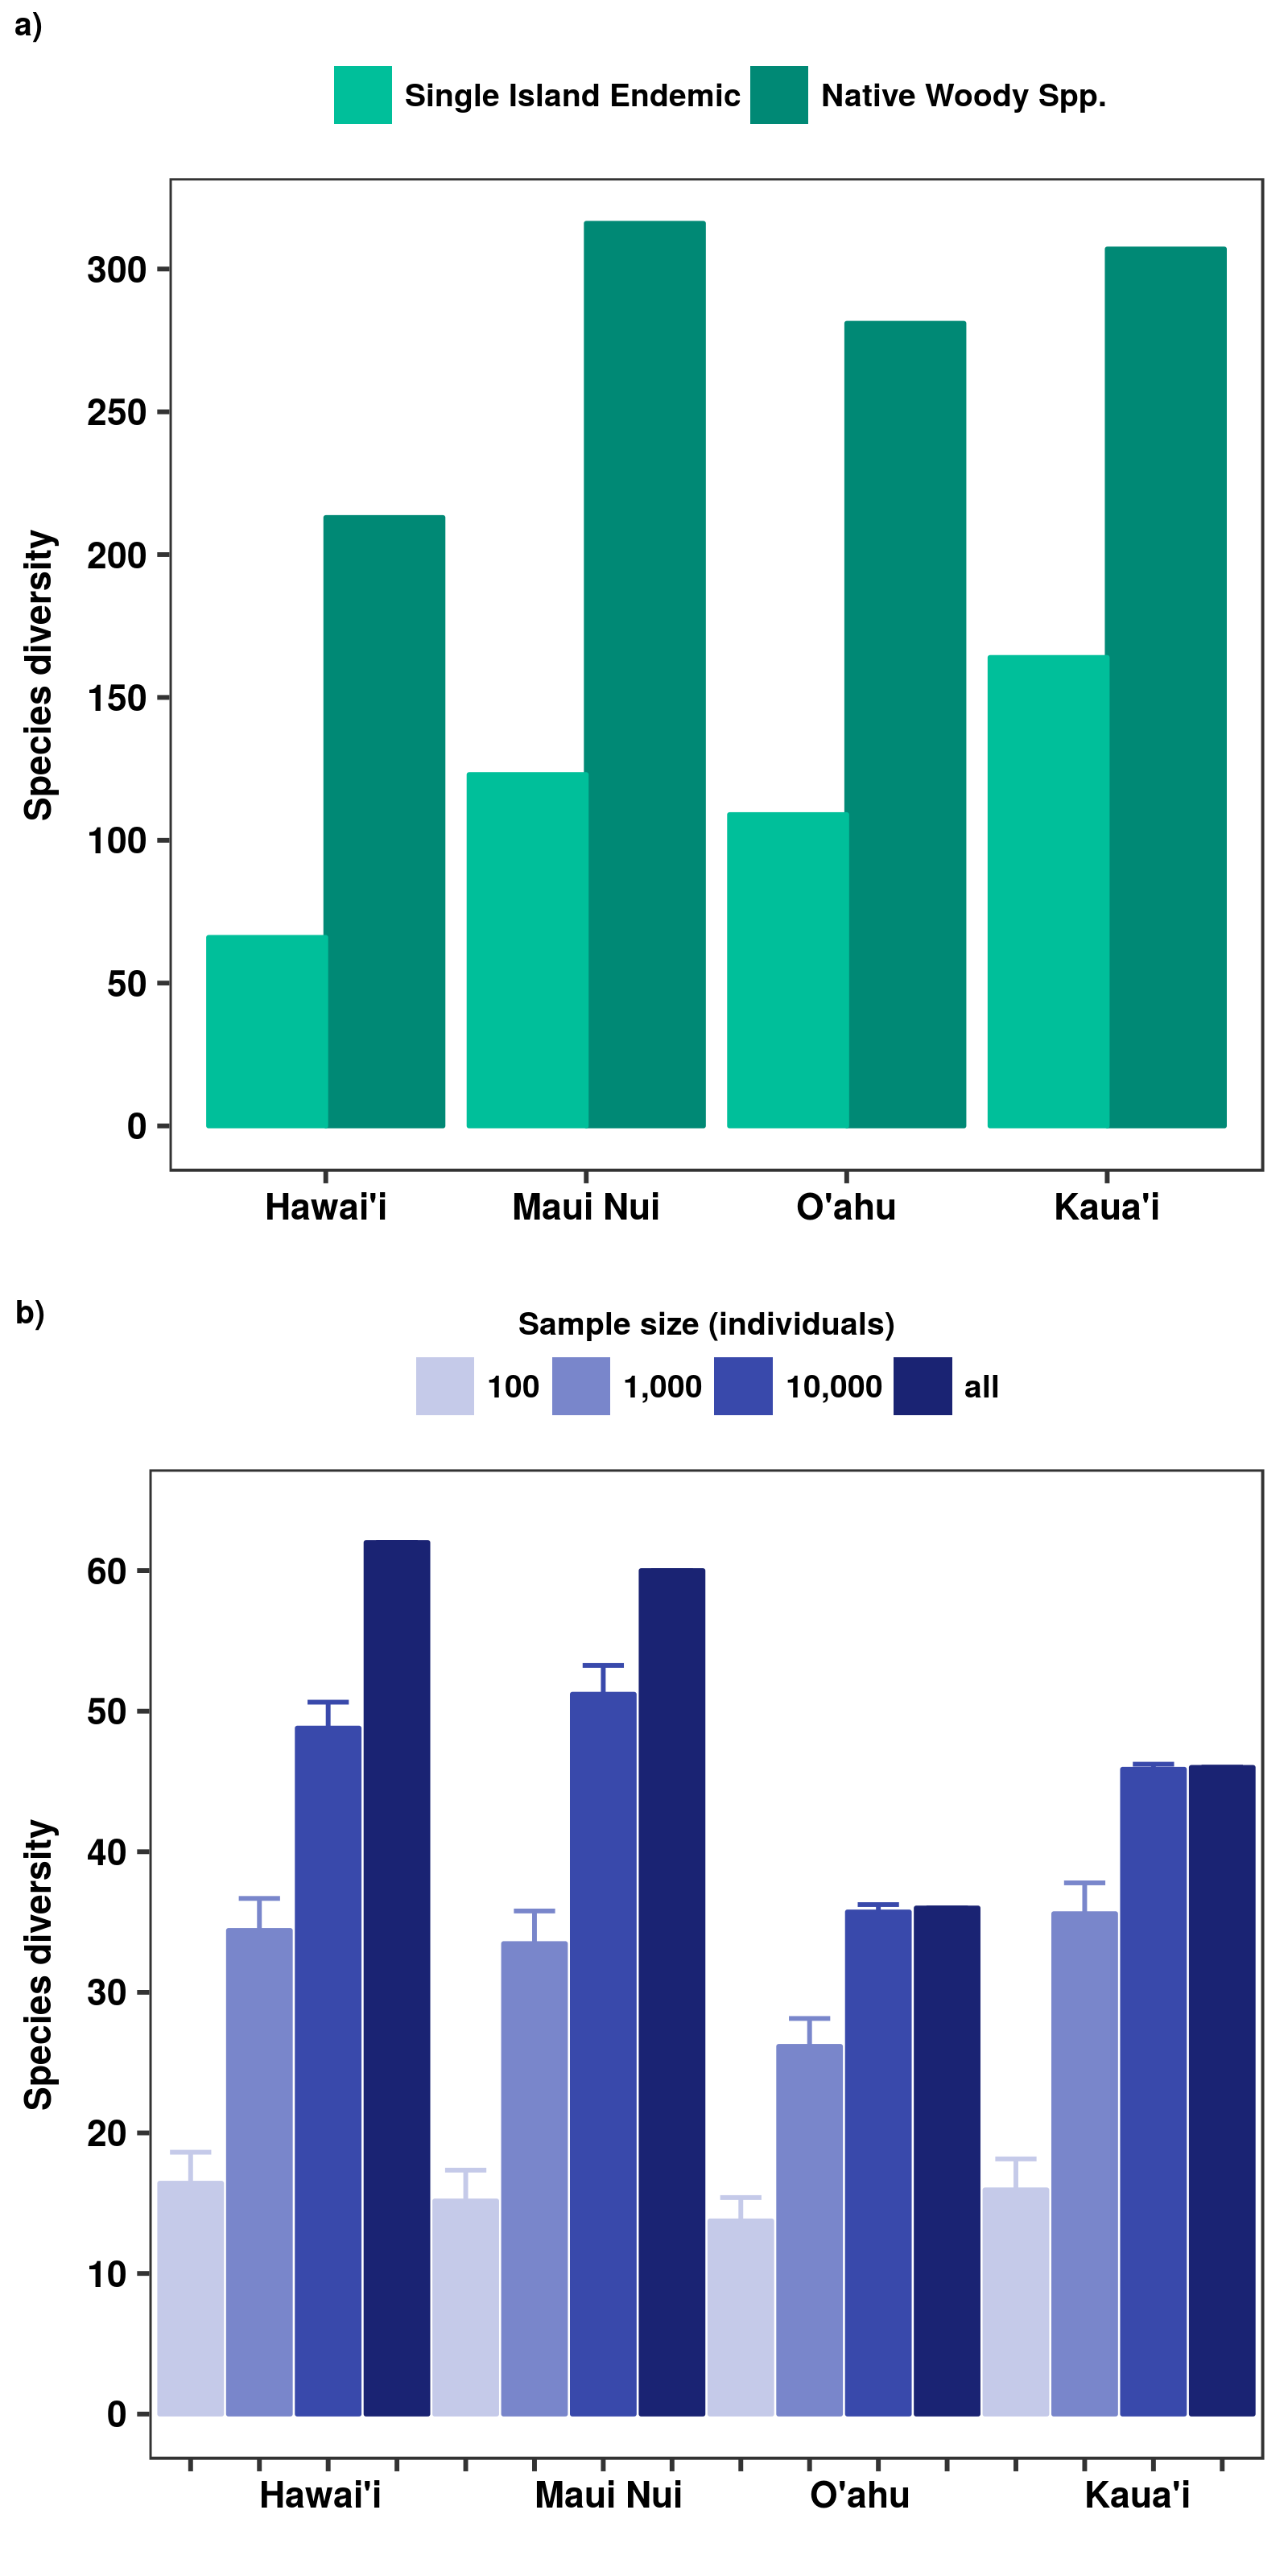 a)
Single Island Endemic Native Woody Spp.
300
250
200
150
100
50
0
Species diversity
Hawai'i Maui Nui O'ahu Kaua'i
b)
Sample size (individuals)
100 1,000 10,000 all
60
50
40
30
20
10
0
Species diversity
Hawai'i Maui Nui O'ahu Kaua'i